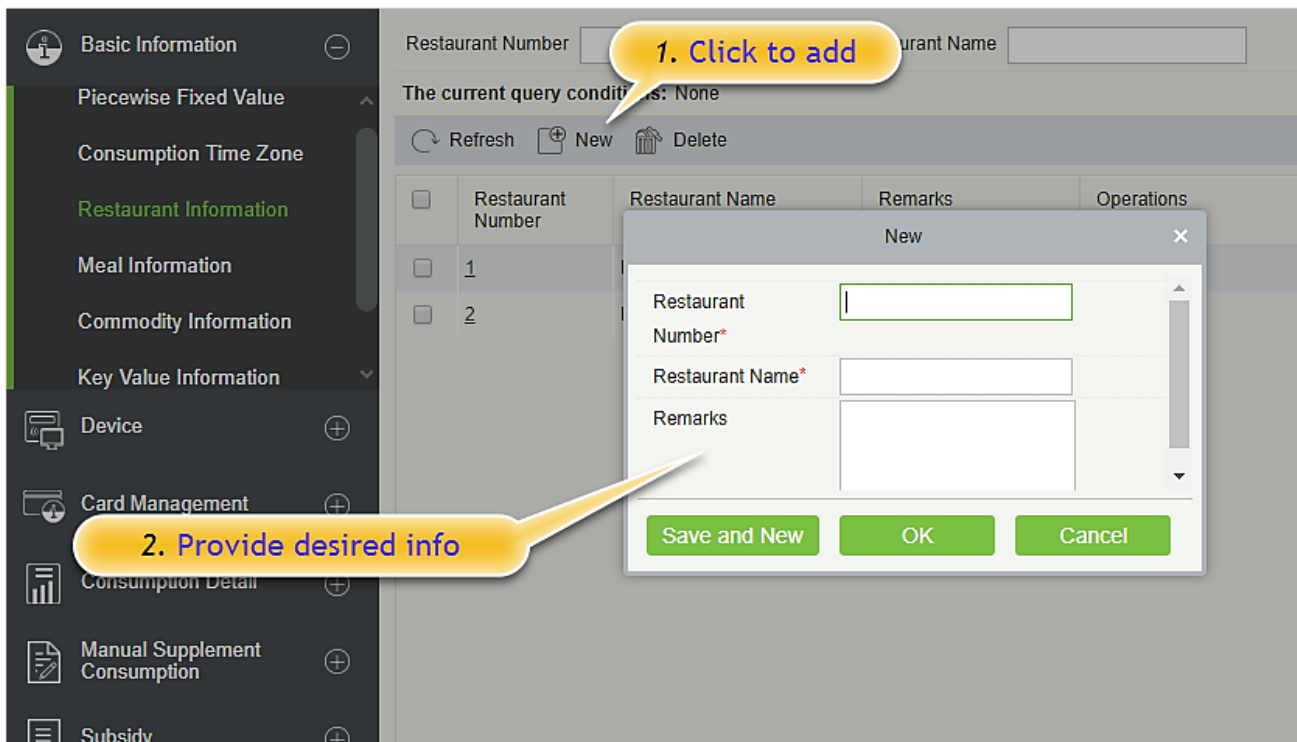 Basic Information
Piecewise Fixed Value
Consumption Time Zone
Restaurant Information
Meal Information
Commodity Information
Key Value Information
Device
Card Management
Consumption Detail
Manual Supplement
Consumption
Subsidy
Restaurant Number
1. Click to add
urant Name
The current query conditions: None
Refresh New Delete
Restaurant
Number
Restaurant Name
Remarks
Operations
1
2
New
Restaurant
Number*
Restaurant Name*
Remarks
Save and New
OK
Cancel
2. Provide desired info